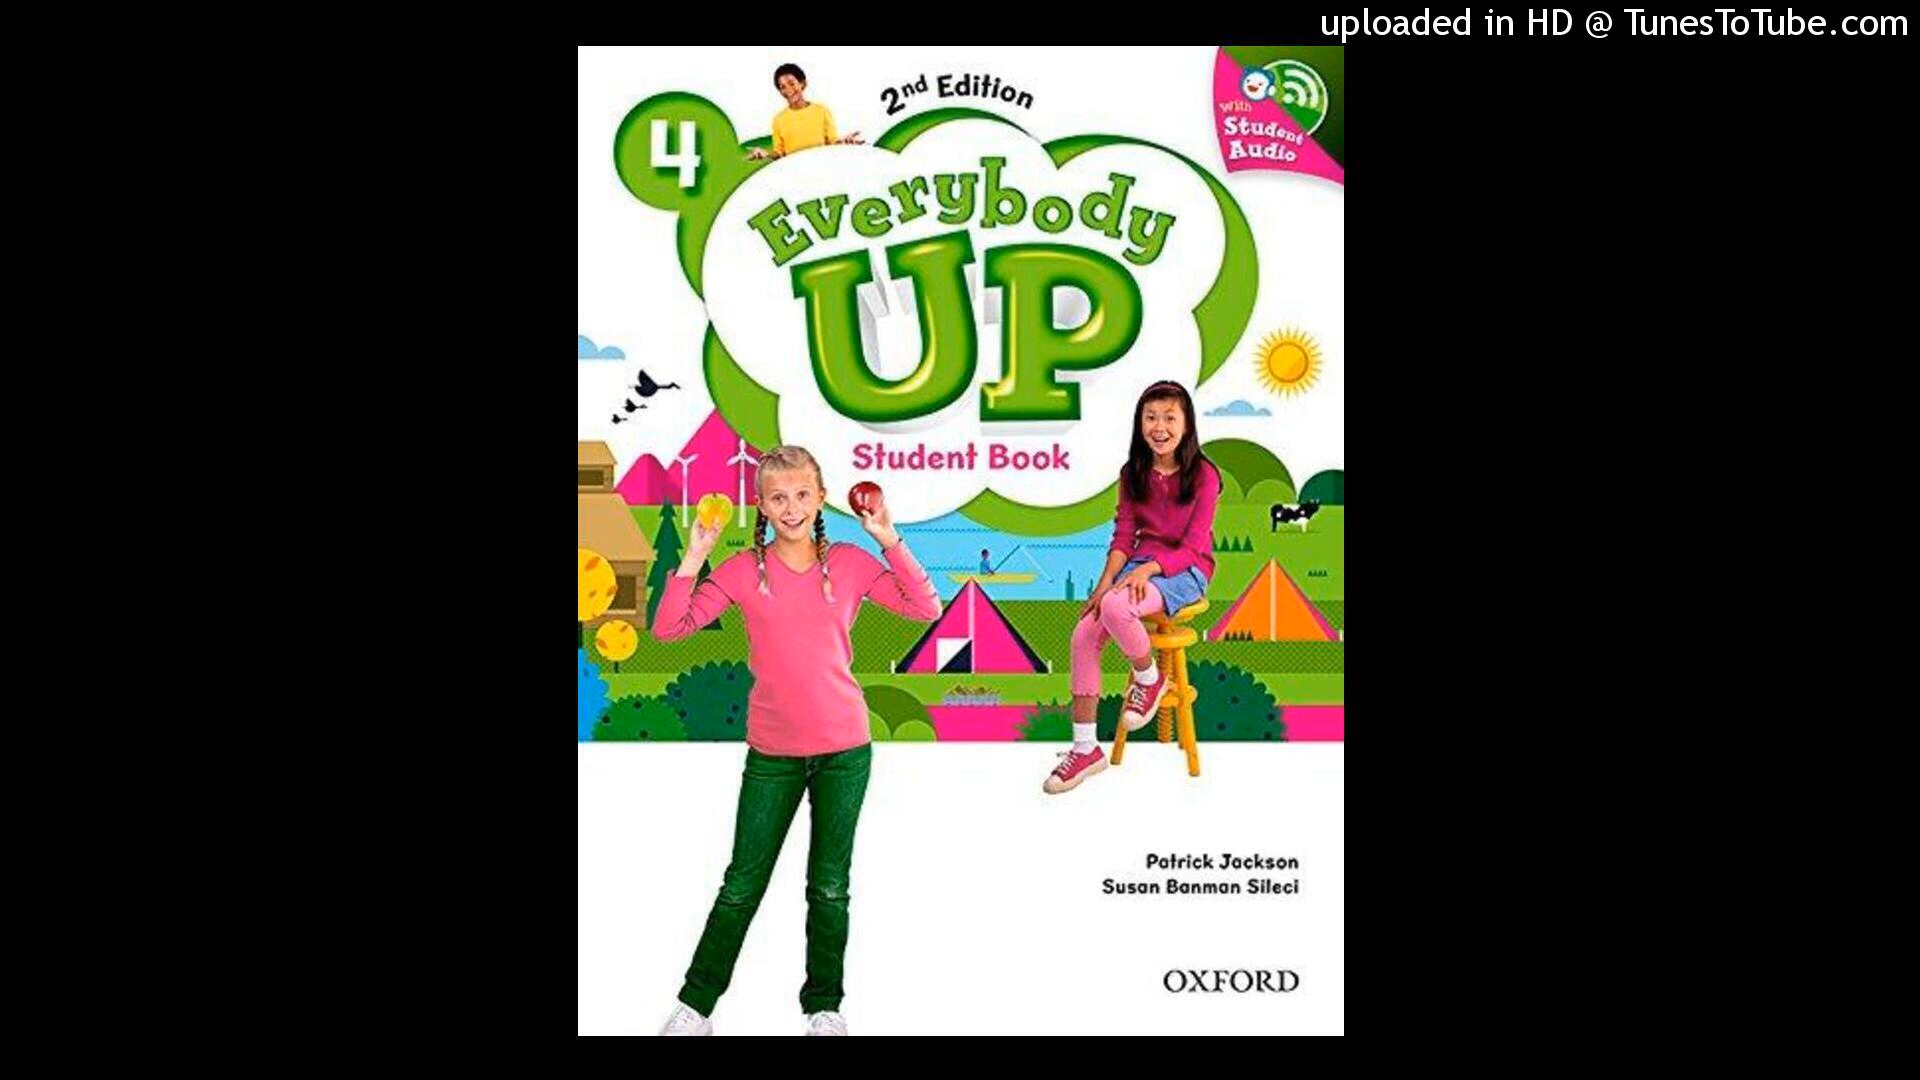 uploaded in HD @ TunesToTube.com
2nd Edition
4
With
Student
Audio
Everybody
UP
Student Book
Patrick Jackson
Susan Banman Sileci
OXFORD